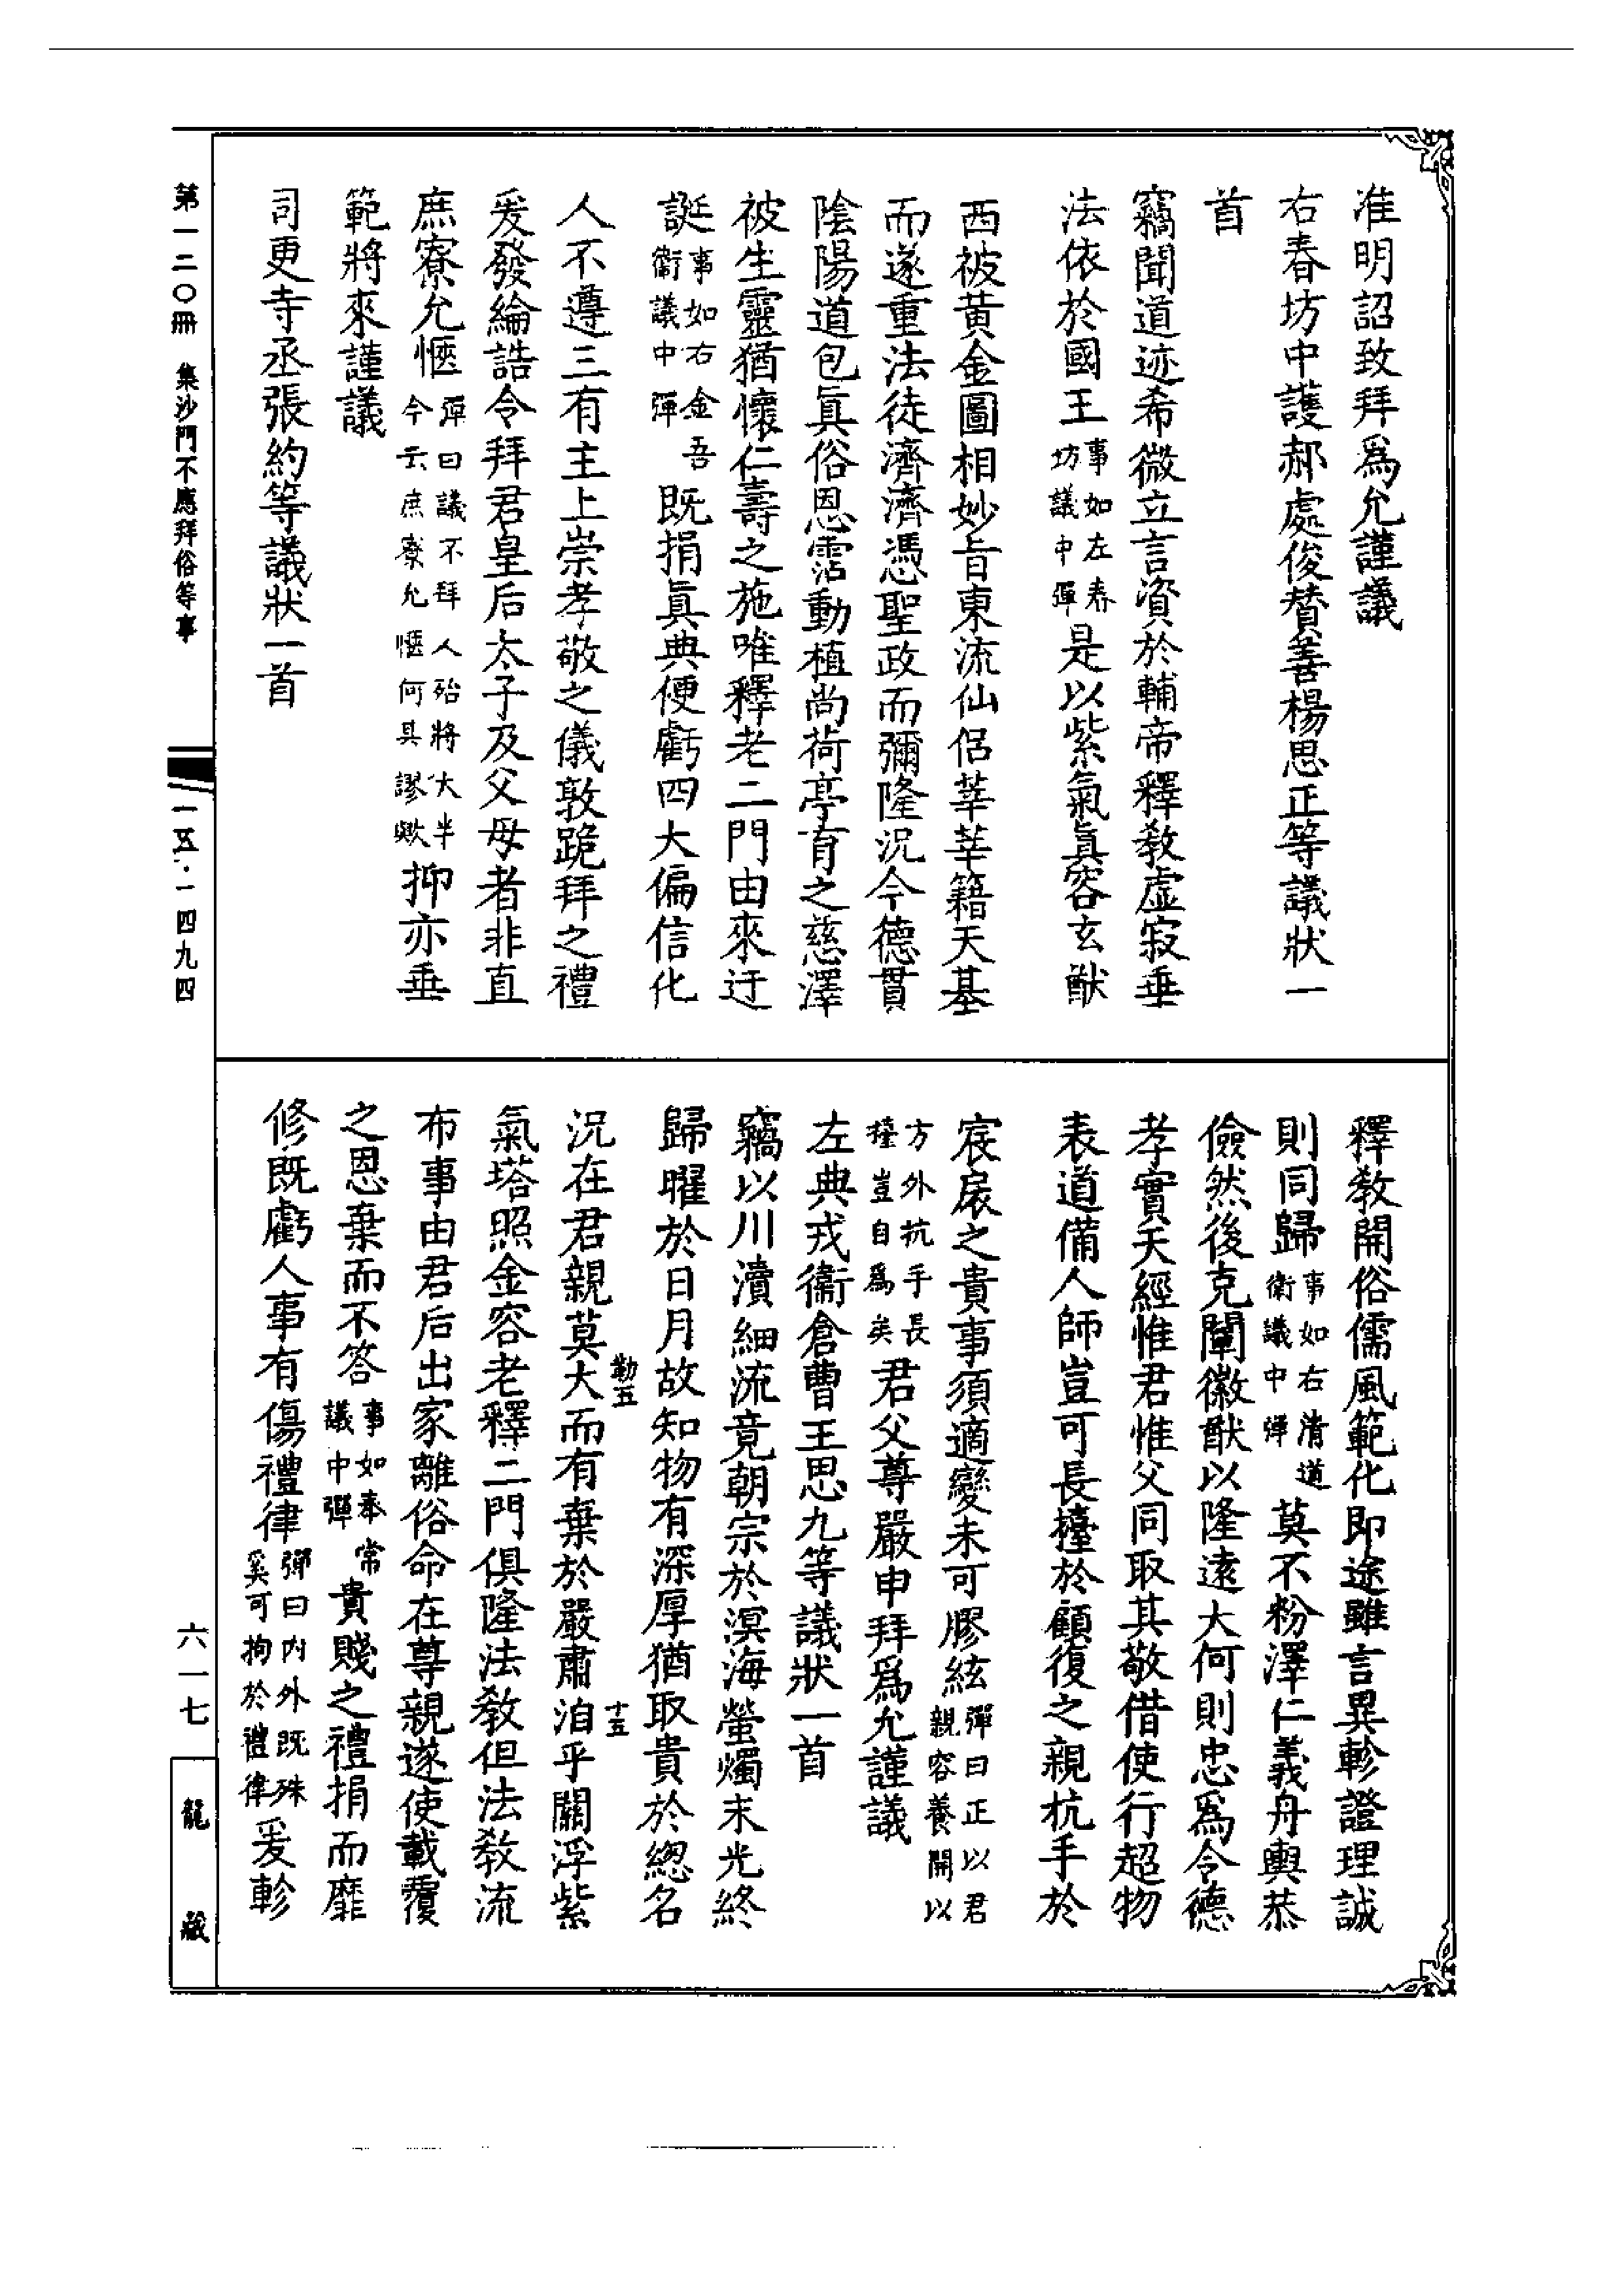 准明詔致拜爲允謹議
右春坊中護郝處俊賛善楊思正等議狀一
首
竊聞道迹希微立言資於輔帝釋教虛寂垂
法依於國王事如左春坊議中彈是以紫氣眞容玄猷
西被黃金圖相妙旨東流仙侶莘莘籍天基
而遂重法徒濟濟憑聖政而彌隆況今德貫
陰陽道包眞俗恩霑動植尚荷亭育之慈澤
被生靈猶懷仁壽之施唯釋老二門由來迂
誕事如右金吾衞議中彈既捐眞典便虧四大偏信化
人不遵三有主上崇孝敬之儀敦跪拜之禮
爰發綸誥令拜君皇后太子及父母者非直
庶寮允愜彈曰議不拜人殆將大半今云庶寮允愜何其謬歟抑亦垂
範將來謹議
司更寺丞張約等議狀一首
釋教開俗儒風範化即途雖言異軫證理誠
則同歸事如右清道衞議中彈莫不粉澤仁義舟輿恭
儉然後克闡徽猷以隆遠大何則忠爲令德
孝實天經惟君惟父同取其敬借使行超物
表道備人師豈可長擡於顧復之親抗手於
宸扆之貴事須適變未可膠絃彈曰正以君親容養開以
方外抗手長擡豈自爲矣君父尊嚴申拜爲允謹議
左典戎衞倉曹王思九等議狀一首
竊以川瀆細流竟朝宗於溟海螢燭末光終
歸曜於日月故知物有深厚猶取貴於總名
況在君親莫大而有棄於嚴肅洎乎關浮紫
氣塔照金容老釋二門俱隆法教但法教流
布事由君后出家離俗命在尊親遂使載覆
之恩棄而不答事如奉常議中彈貴賤之禮捐而靡
修既虧人事有傷禮律彈曰內外既殊奚可拘於禮律爰軫
勒五
十五
第一二〇冊 集沙門不應拜俗等事
一五·一四九四
六一七
龍藏